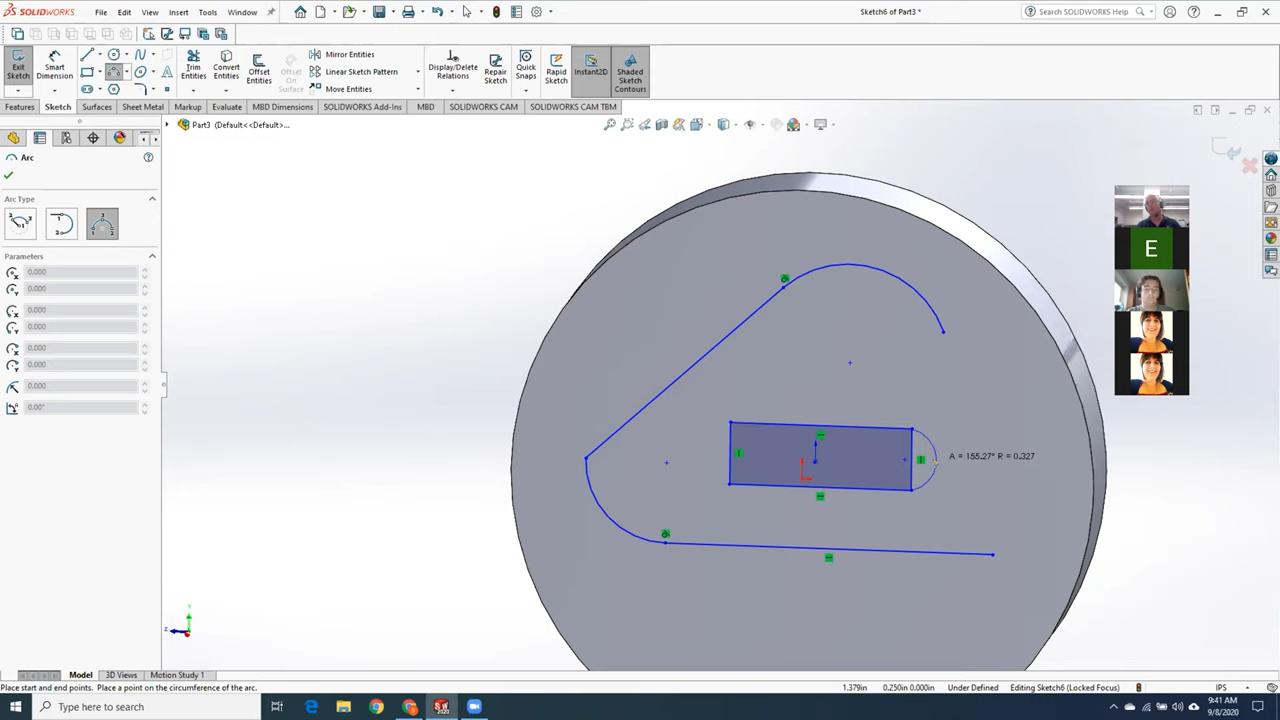 SOLIDWORKS File Edit View Insert Tools Window Sketch6 of Part3 * Search SOLIDWORKS Help
Exit Sketch
Smart Dimension
Trim Entities
Convert Entities
Offset Entities
Offset On Surface
Mirror Entities
Linear Sketch Pattern
Move Entities
Display/Delete Relations
Repair Sketch
Quick Snaps
Rapid Sketch
Instant2D
Shaded Sketch Contours
Features Sketch Surfaces Sheet Metal Markup Evaluate MBD Dimensions SOLIDWORKS Add-Ins MBD SOLIDWORKS CAM SOLIDWORKS CAM TBM
Part3 (Default<<Default>...
Arc
Arc Type
Parameters
0.000
0.000
0.000
0.000
0.000
0.000
0.000
0.00°
E
A = 155.27° R = 0.327
Y
Z
Model 3D Views Motion Study 1
Place start and end points. Place a point on the circumference of the arc. 1.379in 0.250in 0.000in Under Defined Editing Sketch6 (Locked Focus) IPS
Type here to search
9:41 AM
9/8/2020